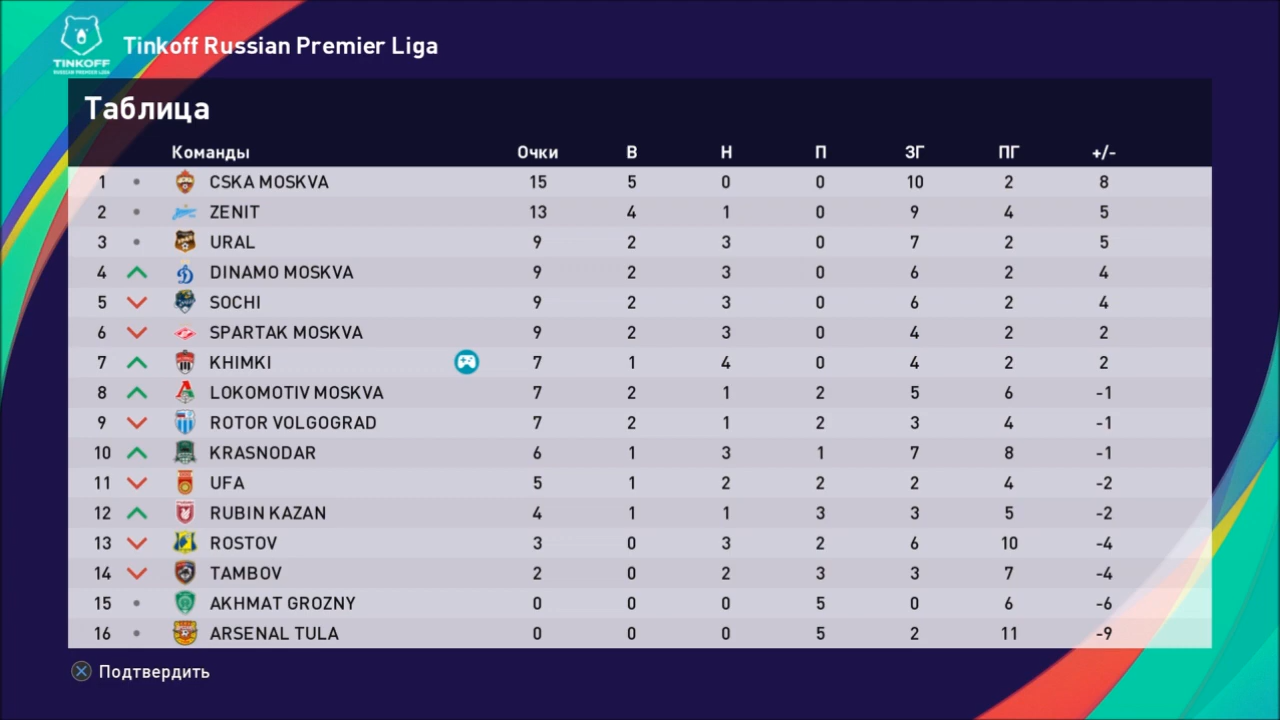 Tinkoff Russian Premier Liga
TINKOFF
RUSSIAN PREMIER LIGA
Таблица
Команды Очки В Н П ЗГ ПГ +/-
1 CSKA MOSKVA 15 5 0 0 10 2 8
2 ZENIT 13 4 1 0 9 4 5
3 URAL 9 2 3 0 7 2 5
4 DINAMO MOSKVA 9 2 3 0 6 2 4
5 SOCHI 9 2 3 0 6 2 4
6 SPARTAK MOSKVA 9 2 3 0 4 2 2
7 KHIMKI 7 1 4 0 4 2 2
8 LOKOMOTIV MOSKVA 7 2 1 2 5 6 -1
9 ROTOR VOLGOGRAD 7 2 1 2 3 4 -1
10 KRASNODAR 6 1 3 1 7 8 -1
11 UFA 5 1 2 2 2 4 -2
12 RUBIN KAZAN 4 1 1 3 3 5 -2
13 ROSTOV 3 0 3 2 6 10 -4
14 TAMBOV 2 0 2 3 3 7 -4
15 AKHMAT GROZNY 0 0 0 5 0 6 -6
16 ARSENAL TULA 0 0 0 5 2 11 -9
Подтвердить